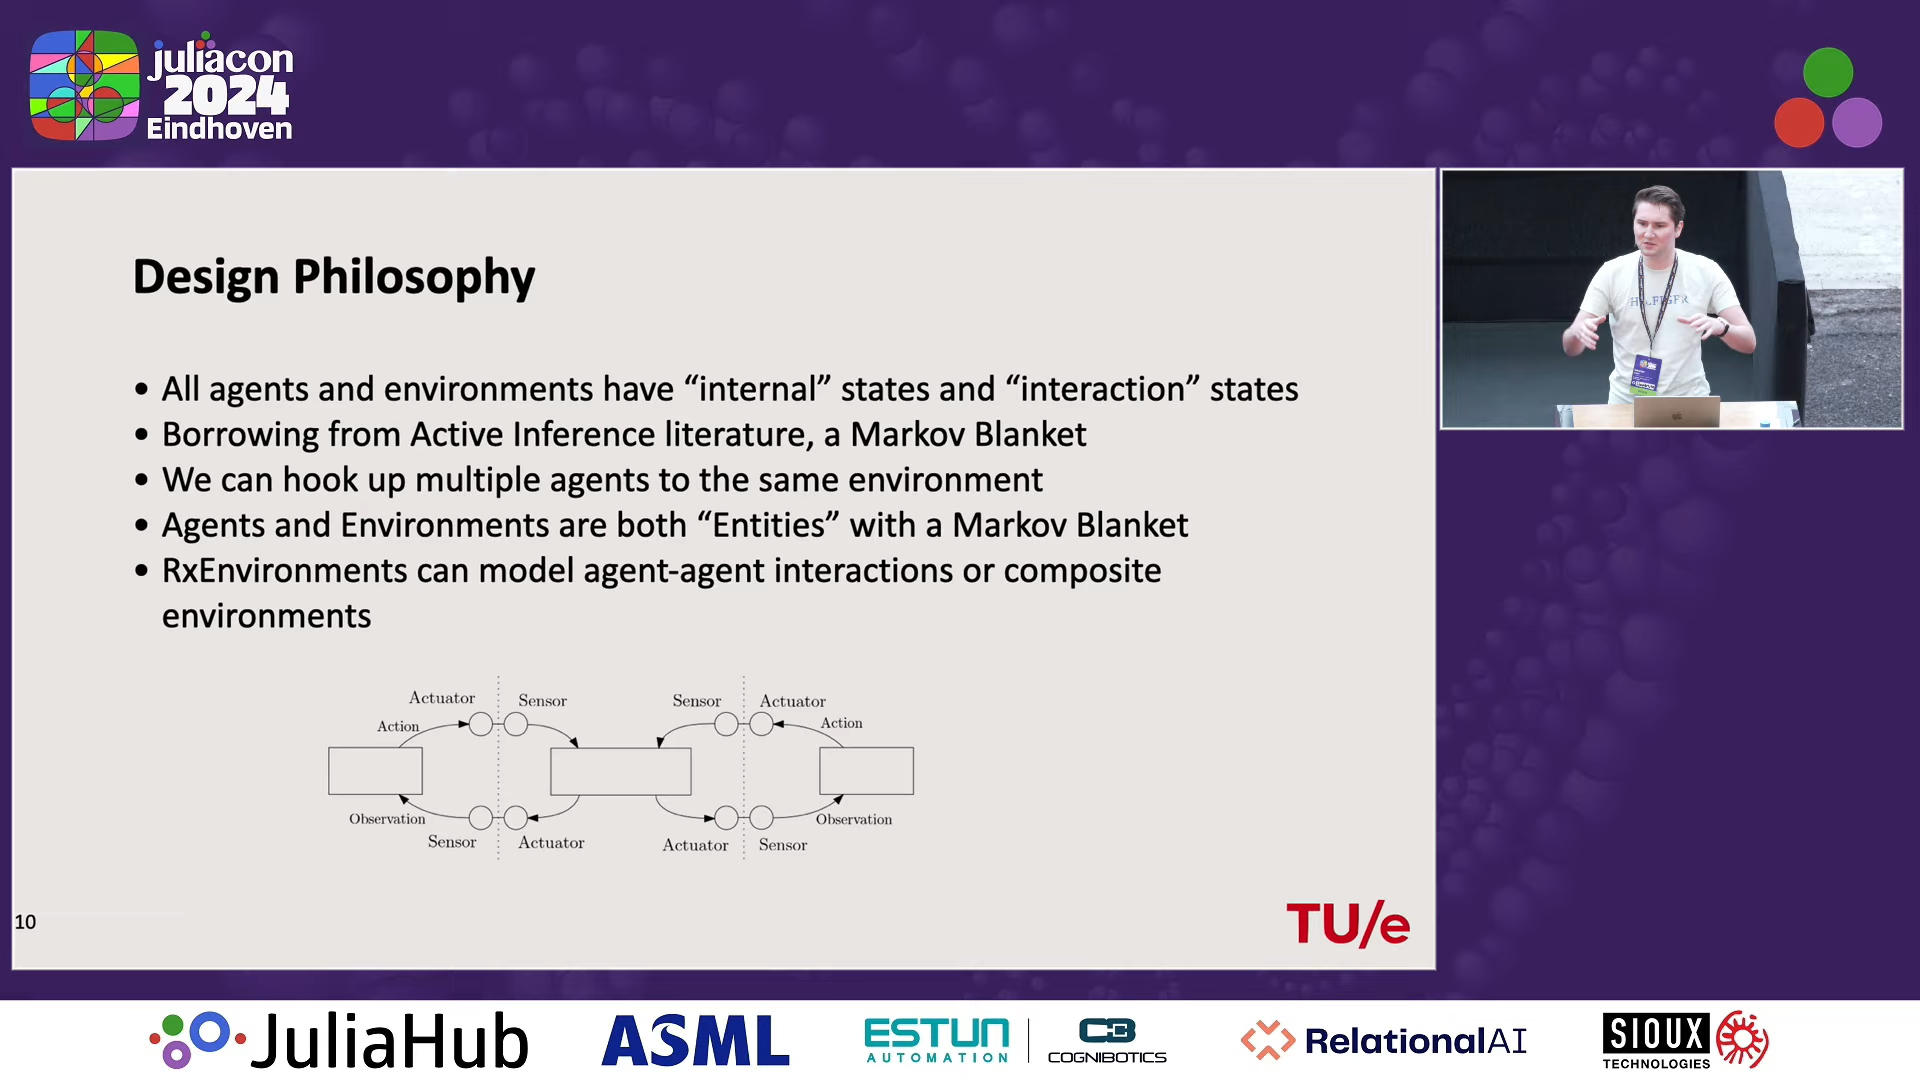 juliacon
2024
Eindhoven
Design Philosophy
• All agents and environments have “internal” states and “interaction” states
• Borrowing from Active Inference literature, a Markov Blanket
• We can hook up multiple agents to the same environment
• Agents and Environments are both “Entities” with a Markov Blanket
• RxEnvironments can model agent-agent interactions or composite
environments
Actuator Sensor Sensor Actuator
Action Action
Observation Observation
Sensor Actuator Actuator Sensor
10
TU/e
JuliaHub
ASML
ESTUN
AUTOMATION
COGNIBOTICS
RelationalAI
SIOUX
TECHNOLOGIES